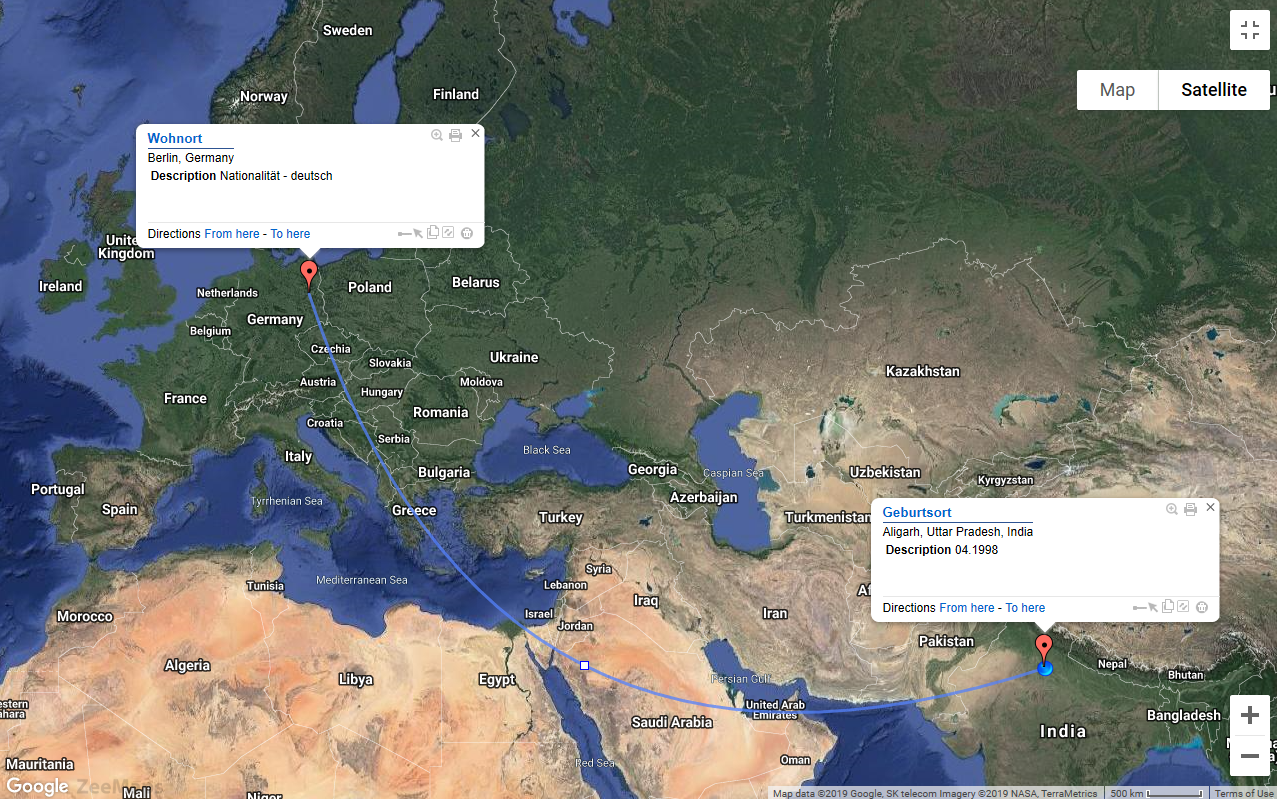 Sweden
Norway
Finland
Map
Satellite
Wohnort
Berlin, Germany
Description Nationalität - deutsch
Directions From here - To here
United
Kingdom
Ireland
Netherlands
Poland
Belarus
Germany
Belgium
Czechia
Slovakia
Ukraine
Austria
Hungary
Moldova
Kazakhstan
France
Romania
Croatia
Serbia
Italy
Black Sea
Bulgaria
Georgia
Caspian Sea
Uzbekistan
Kyrgyzstan
Portugal
Spain
Tyrrhenian Sea
Greece
Azerbaijan
Turkey
Turkmenistan
Geburtsort
Aligarh, Uttar Pradesh, India
Description 04.1998
Directions From here - To here
Syria
Mediterranean Sea
Tunisia
Lebanon
Iraq
Iran
Af
Israel
Jordan
Morocco
Pakistan
Algeria
Libya
Egypt
Nepal
Bhutan
Persian Gulf
estern
ahara
United Arab
Emirates
Saudi Arabia
Bangladesh
India
Oman
Red Sea
Mauritania
Mali
Niger
Google ZeeMaps
Map data ©2019 Google, SK telecom Imagery ©2019 NASA, TerraMetrics
500 km
Terms of Use